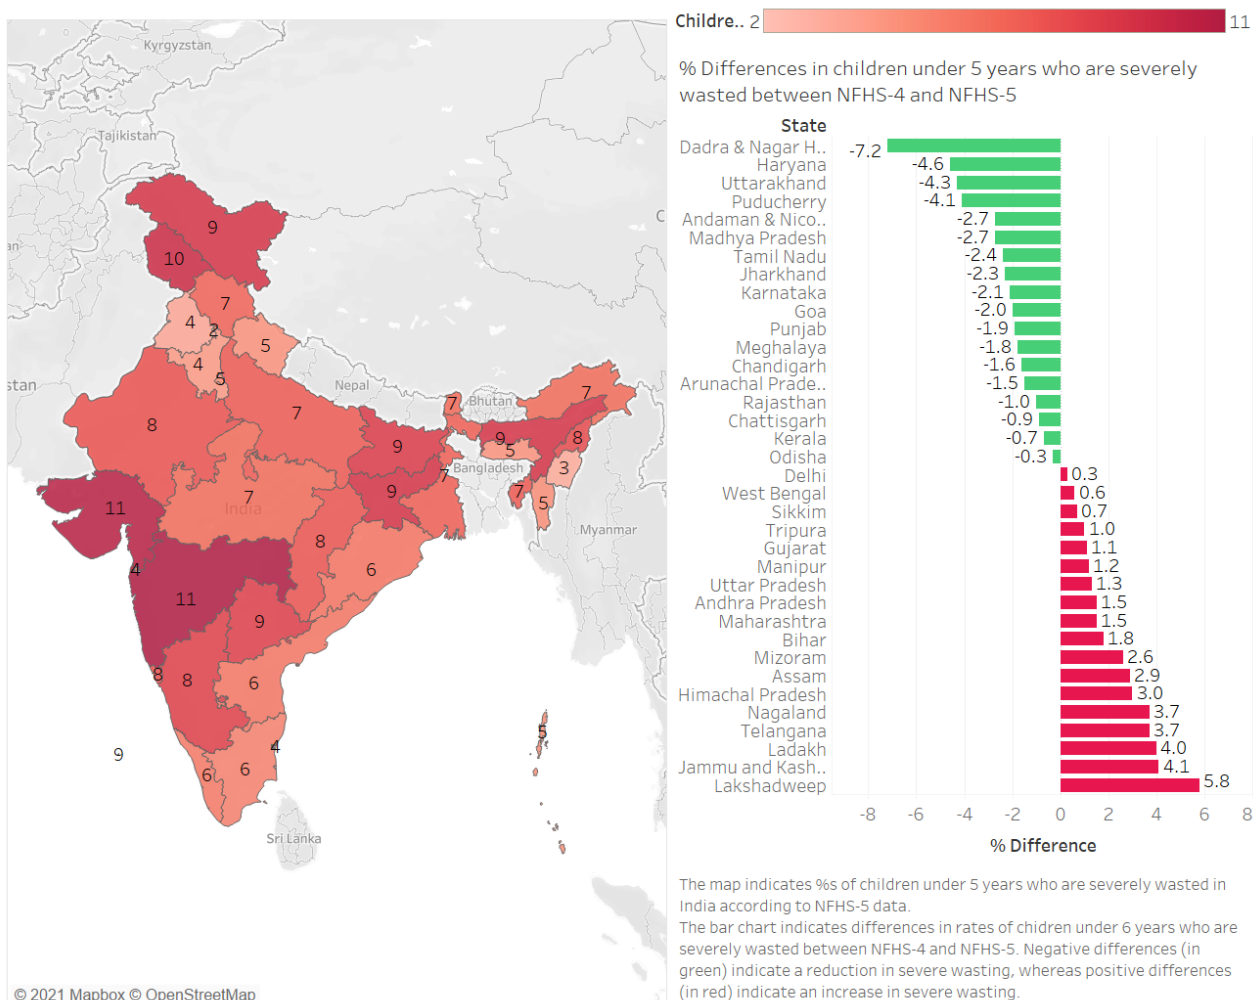 Kyrgyzstan
Tajikistan
C
an
9
10
7
4
2
5
4
5
stan
Nepal
7
Bhutan
7
8
7
9
9
8
5
Bangladesh
3
7
9
7
5
11
7
India
Myanmar
8
4
6
11
9
8
8
6
5
9
4
6
6
Sri Lanka
© 2021 Mapbox © OpenStreetMap
Childre.. 2 11
% Differences in children under 5 years who are severely
wasted between NFHS-4 and NFHS-5
State
Dadra & Nagar H.. -7.2
Haryana -4.6
Uttarakhand -4.3
Puducherry -4.1
Andaman & Nico.. -2.7
Madhya Pradesh -2.7
Tamil Nadu -2.4
Jharkhand -2.3
Karnataka -2.1
Goa -2.0
Punjab -1.9
Meghalaya -1.8
Chandigarh -1.6
Arunachal Prade.. -1.5
Rajasthan -1.0
Chattisgarh -0.9
Kerala -0.7
Odisha -0.3
Delhi 0.3
West Bengal 0.6
Sikkim 0.7
Tripura 1.0
Gujarat 1.1
Manipur 1.2
Uttar Pradesh 1.3
Andhra Pradesh 1.5
Maharashtra 1.5
Bihar 1.8
Mizoram 2.6
Assam 2.9
Himachal Pradesh 3.0
Nagaland 3.7
Telangana 3.7
Ladakh 4.0
Jammu and Kash.. 4.1
Lakshadweep 5.8
-8 -6 -4 -2 0 2 4 6 8
% Difference
The map indicates %s of children under 5 years who are severely wasted in
India according to NFHS-5 data.
The bar chart indicates differences in rates of chidren under 6 years who are
severely wasted between NFHS-4 and NFHS-5. Negative differences (in
green) indicate a reduction in severe wasting, whereas positive differences
(in red) indicate an increase in severe wasting.